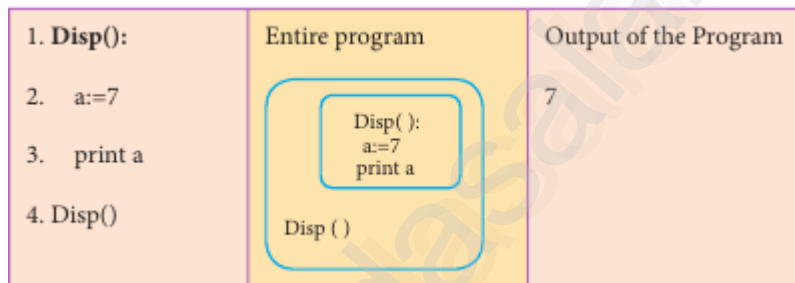 1. Disp():
2. a:=7
3. print a
4. Disp()
Entire program
Disp( ):
a:=7
print a
Disp ( )
Output of the Program
7